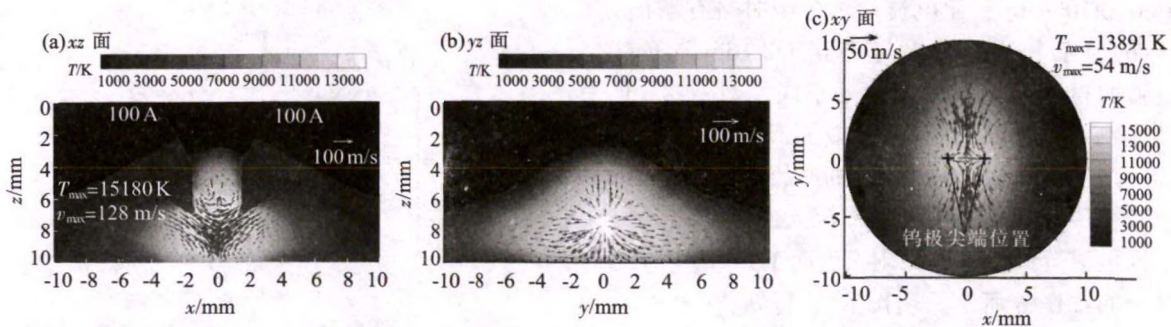 (a) xz 面
T/K
1000 3000 5000 7000 9000 11000 13000
100 A 100 A
100 m/s
T_max=15180 K
v_max=128 m/s
z/mm
0
2
4
6
8
10
-10 -8 -6 -4 -2 0 2 4 6 8 10
x/mm
(b) yz 面
T/K
1000 3000 5000 7000 9000 11000 13000
100 m/s
z/mm
0
2
4
6
8
10
-10 -8 -6 -4 -2 0 2 4 6 8 10
y/mm
(c) xy 面
50 m/s
T_max=13891 K
v_max=54 m/s
T/K
15000
13000
11000
9000
7000
5000
3000
1000
钨极尖端位置
y/mm
10
5
0
-5
-10
-10 -5 0 5 10
x/mm